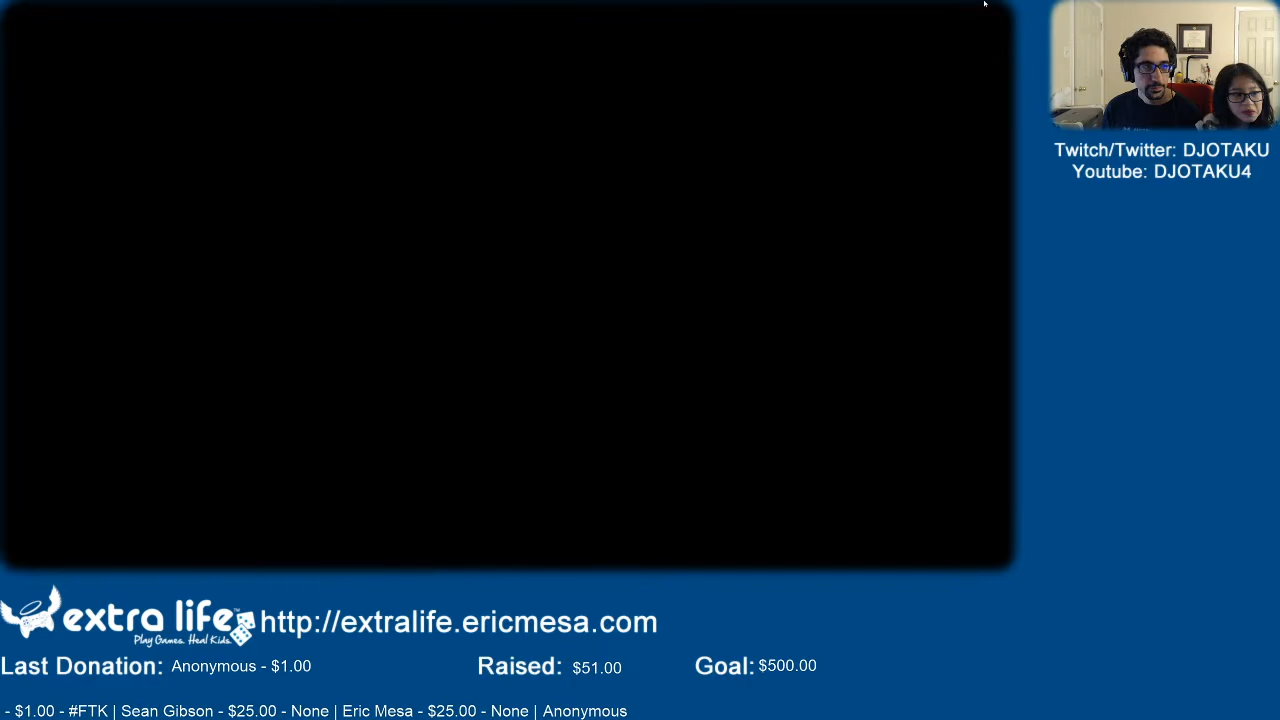 Twitch/Twitter: DJOTAKU
Youtube: DJOTAKU4
extra life
Play Games. Heal Kids.
http://extralife.ericmesa.com
Last Donation: Anonymous - $1.00 Raised: $51.00 Goal: $500.00
- $1.00 - #FTK | Sean Gibson - $25.00 - None | Eric Mesa - $25.00 - None | Anonymous